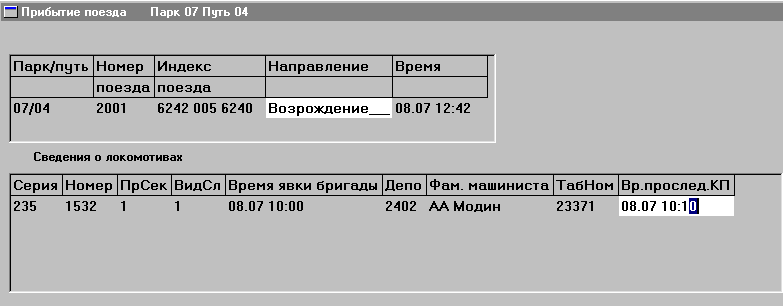 Прибытие поезда Парк 07 Путь 04
Парк/путь Номер Индекс Направление Время
поезда поезда
07/04 2001 6242 005 6240 Возрождение__ 08.07 12:42
Сведения о локомотивах
Серия Номер ПрСек ВидСл Время явки бригады Депо Фам. машиниста ТабНом Вр.прослед.КП
235 1532 1 1 08.07 10:00 2402 АА Модин 23371 08.07 10:10